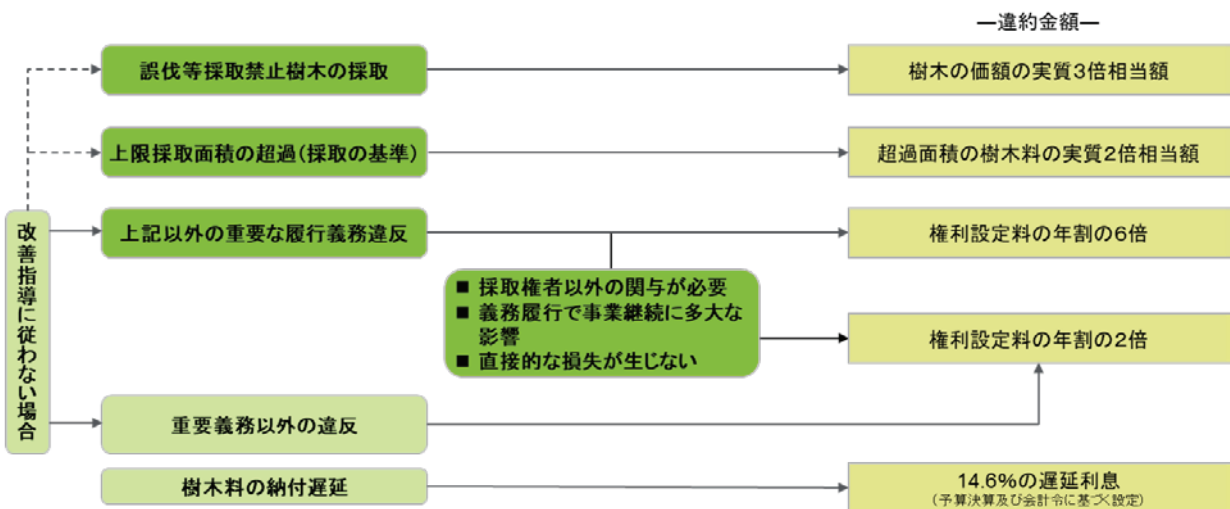 ―違約金額―
誤伐等採取禁止樹木の採取
樹木の価額の実質3倍相当額
上限採取面積の超過(採取の基準)
超過面積の樹木料の実質2倍相当額
改善指導に従わない場合
上記以外の重要な履行義務違反
権利設定料の年割の6倍
■ 採取権者以外の関与が必要
■ 義務履行で事業継続に多大な
影響
■ 直接的な損失が生じない
権利設定料の年割の2倍
重要義務以外の違反
樹木料の納付遅延
14.6%の遅延利息
(予算決算及び会計令に基づく設定)